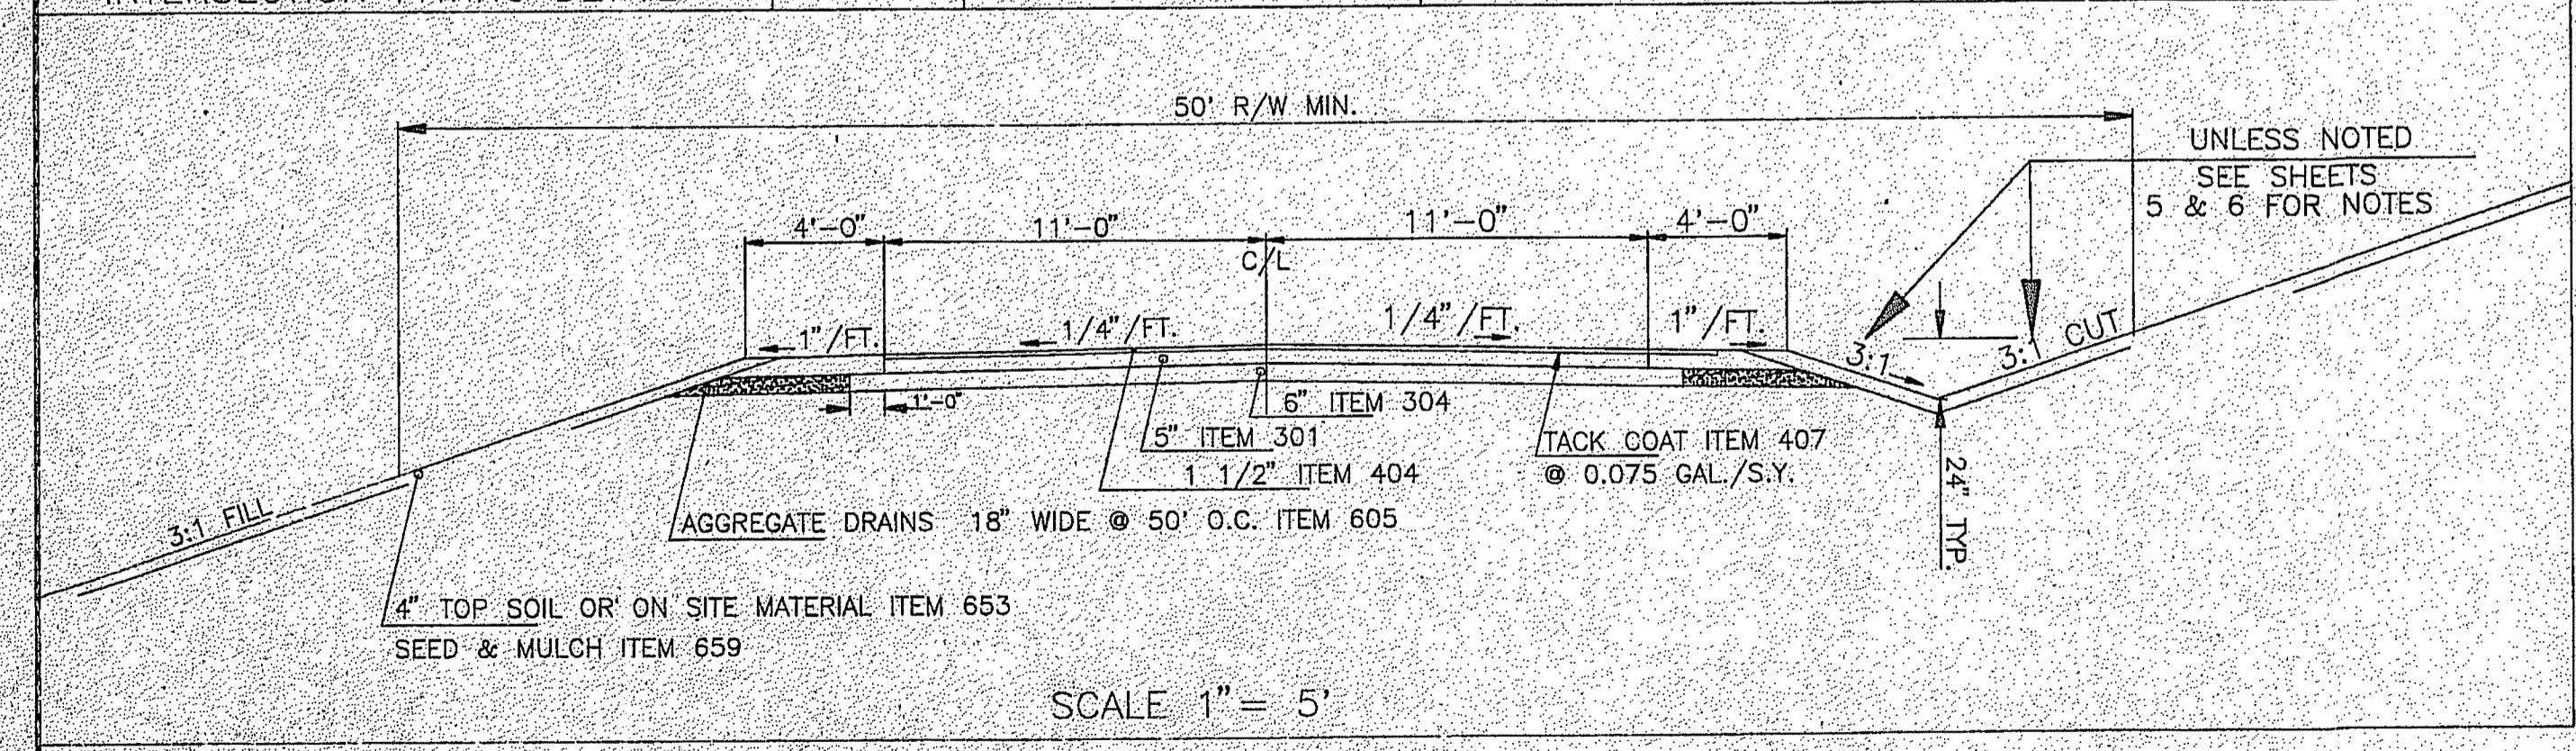 50' R/W MIN.
UNLESS NOTED
SEE SHEETS
5 & 6 FOR NOTES
4'-0" 11'-0" 11'-0" 4'-0"
C/L
1"/FT. 1/4"/FT. 1/4"/FT. 1"/FT.
3:1 3:1 CUT
1'-0"
6" ITEM 304
5" ITEM 301
1 1/2" ITEM 404
TACK COAT ITEM 407
@ 0.075 GAL./S.Y.
24" TYP.
AGGREGATE DRAINS 18" WIDE @ 50' O.C. ITEM 605
3:1 FILL
4" TOP SOIL OR ON SITE MATERIAL ITEM 653
SEED & MULCH ITEM 659
SCALE 1"= 5'